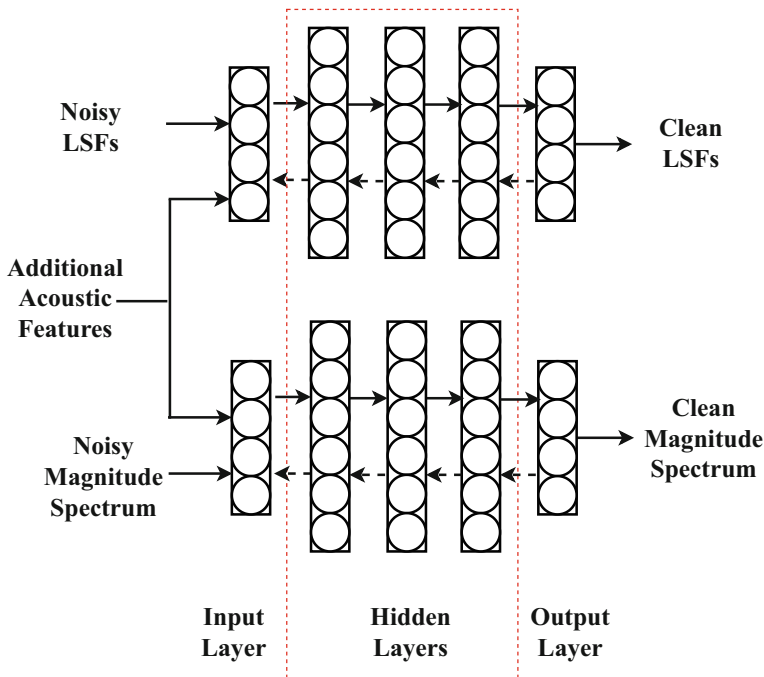 Noisy
LSFs
Clean
LSFs
Additional
Acoustic
Features
Noisy
Magnitude
Spectrum
Clean
Magnitude
Spectrum
Input
Layer
Hidden
Layers
Output
Layer